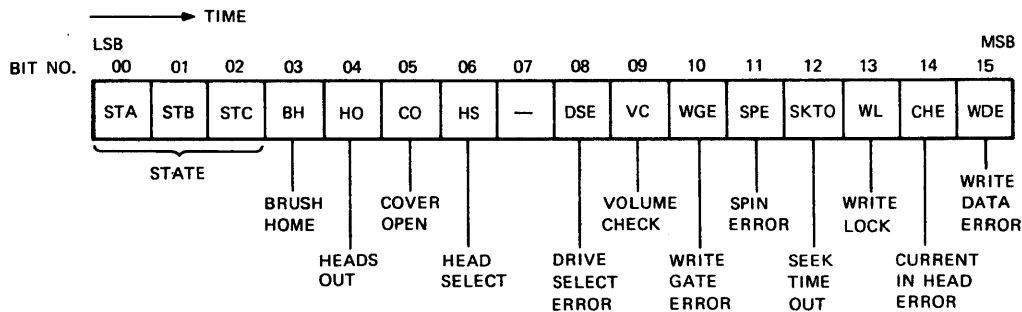 TIME
LSB MSB
BIT NO. 00 01 02 03 04 05 06 07 08 09 10 11 12 13 14 15
STA STB STC BH HO CO HS — DSE VC WGE SPE SKTO WL CHE WDE
STATE
BRUSH HOME
HEADS OUT
COVER OPEN
HEAD SELECT
DRIVE SELECT ERROR
VOLUME CHECK
WRITE GATE ERROR
SPIN ERROR
SEEK TIME OUT
WRITE LOCK
CURRENT IN HEAD ERROR
WRITE DATA ERROR